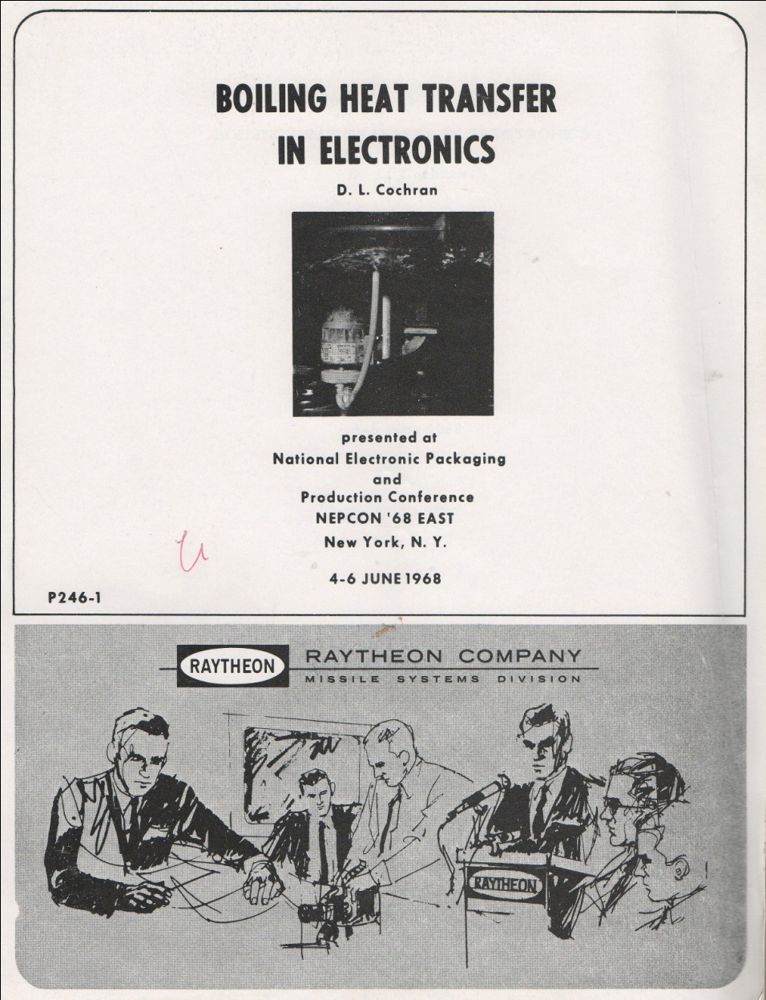 BOILING HEAT TRANSFER
IN ELECTRONICS
D. L. Cochran
presented at
National Electronic Packaging
and
Production Conference
NEPCON '68 EAST
New York, N. Y.
4-6 JUNE 1968
P246-1
RAYTHEON
RAYTHEON COMPANY
MISSILE SYSTEMS DIVISION
RAYTHEON